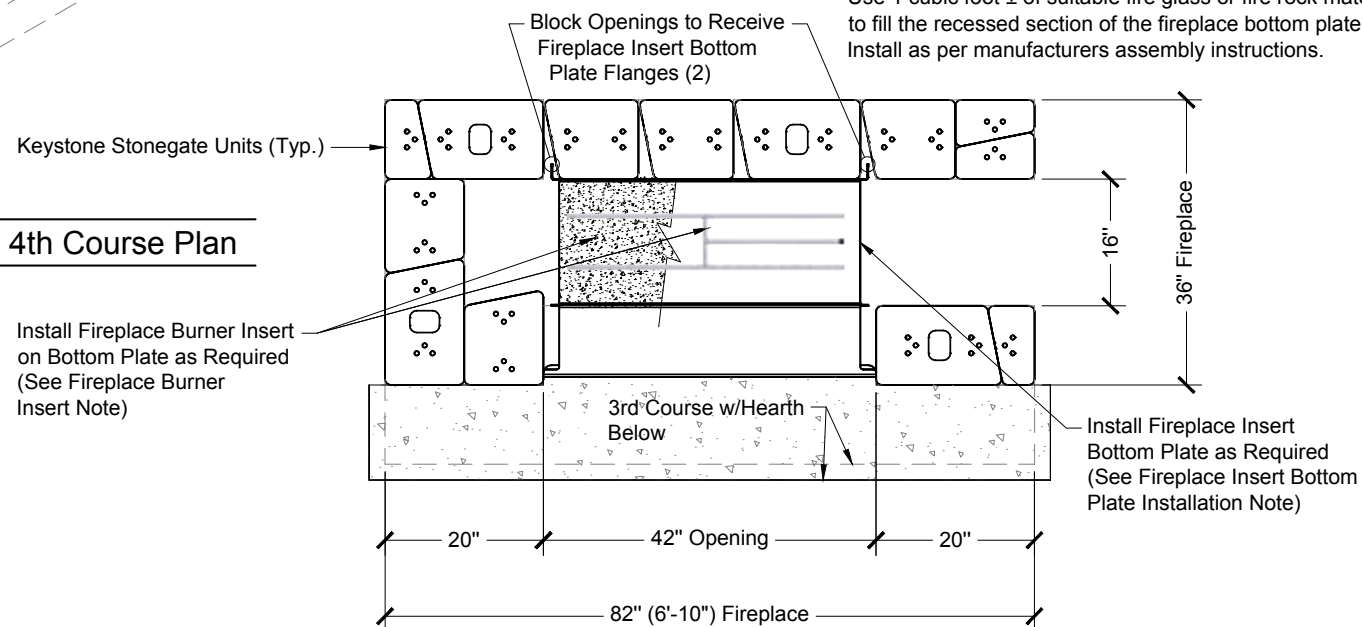 Use 1 cubic foot ± of suitable fire glass or fire rock
to fill the recessed section of the fireplace bottom plate
Install as per manufacturers assembly instructions.
Block Openings to Receive
Fireplace Insert Bottom
Plate Flanges (2)
Keystone Stonegate Units (Typ.)
4th Course Plan
16"
36" Fireplace
Install Fireplace Burner Insert
on Bottom Plate as Required
(See Fireplace Burner
Insert Note)
3rd Course w/Hearth
Below
Install Fireplace Insert
Bottom Plate as Required
(See Fireplace Insert Bottom
Plate Installation Note)
20"
42" Opening
20"
82" (6'-10") Fireplace